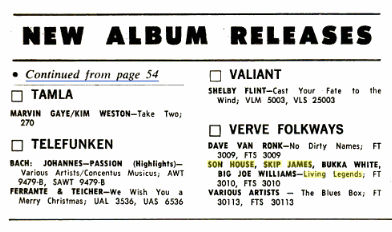 NEW ALBUM RELEASES
• Continued from page 54
TAMLA
MARVIN GAYE/KIM WESTON—Take Two;
270
TELEFUNKEN
BACH: JOHANNES—PASSION (Highlights)—
Various Artists/Concentus Musicus; AWT
9479-B, SAWT 9479-B
FERRANTE & TEICHER—We Wish You a
Merry Christmas; UAL 3536, UAS 6536
VALIANT
SHELBY FLINT—Cast Your Fate to the
Wind; VLM 5003, VLS 25003
VERVE FOLKWAYS
DAVE VAN RONK—No Dirty Names; FT
3009, FTS 3009
SON HOUSE, SKIP JAMES, BUKKA WHITE,
BIG JOE WILLIAMS—Living Legends; FT
3010, FTS 3010
VARIOUS ARTISTS — The Blues Box; FT
30113, FTS 30113